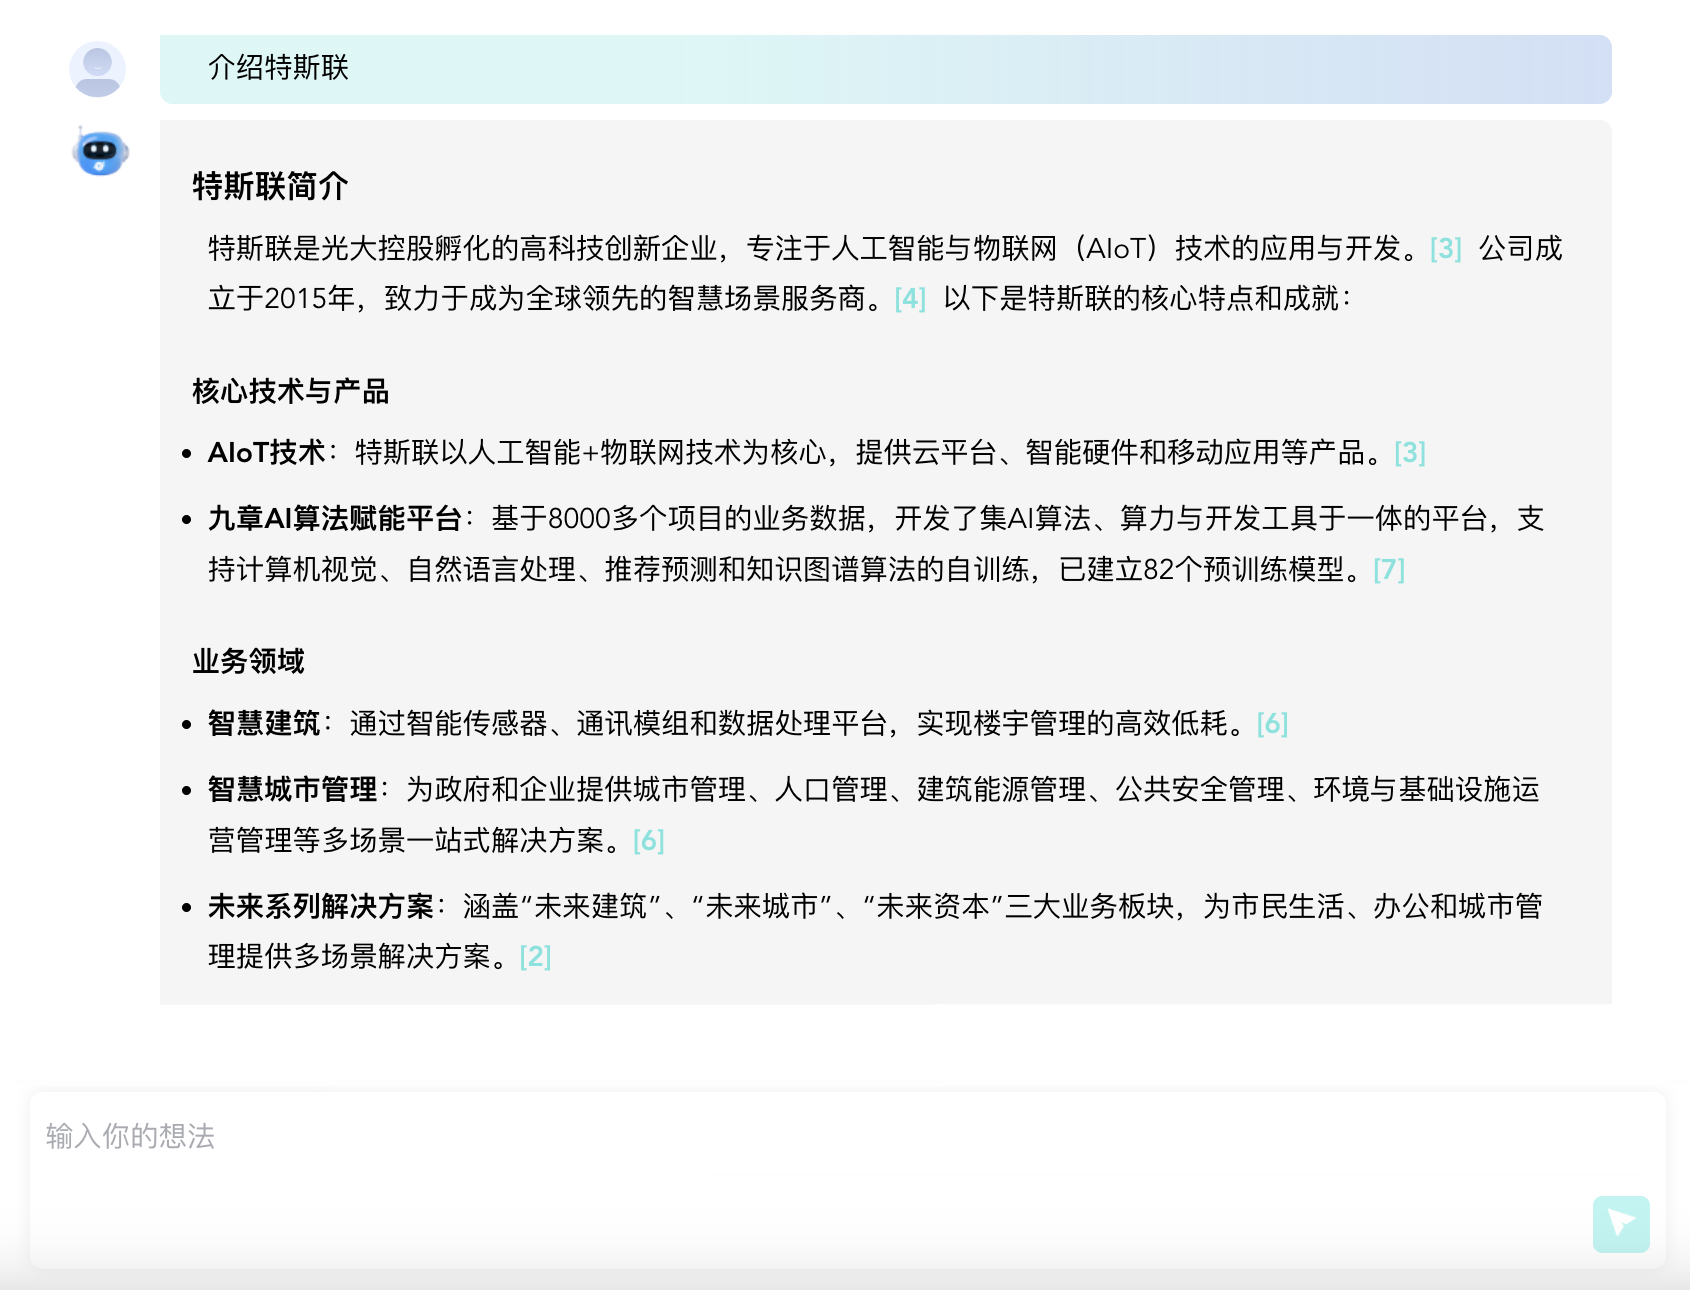 介绍特斯联
特斯联简介
特斯联是光大控股孵化的高科技创新企业，专注于人工智能与物联网（AIoT）技术的应用与开发。[3] 公司成
立于2015年，致力于成为全球领先的智慧场景服务商。[4] 以下是特斯联的核心特点和成就：
核心技术与产品
• AIoT技术：特斯联以人工智能+物联网技术为核心，提供云平台、智能硬件和移动应用等产品。[3]
• 九章AI算法赋能平台：基于8000多个项目的业务数据，开发了集AI算法、算力与开发工具于一体的平台，支
持计算机视觉、自然语言处理、推荐预测和知识图谱算法的自训练，已建立82个预训练模型。[7]
业务领域
• 智慧建筑：通过智能传感器、通讯模组和数据处理平台，实现楼宇管理的高效低耗。[6]
• 智慧城市管理：为政府和企业提供城市管理、人口管理、建筑能源管理、公共安全管理、环境与基础设施运
营管理等多场景一站式解决方案。[6]
• 未来系列解决方案：涵盖“未来建筑”、“未来城市”、“未来资本”三大业务板块，为市民生活、办公和城市管
理提供多场景解决方案。[2]
输入你的想法